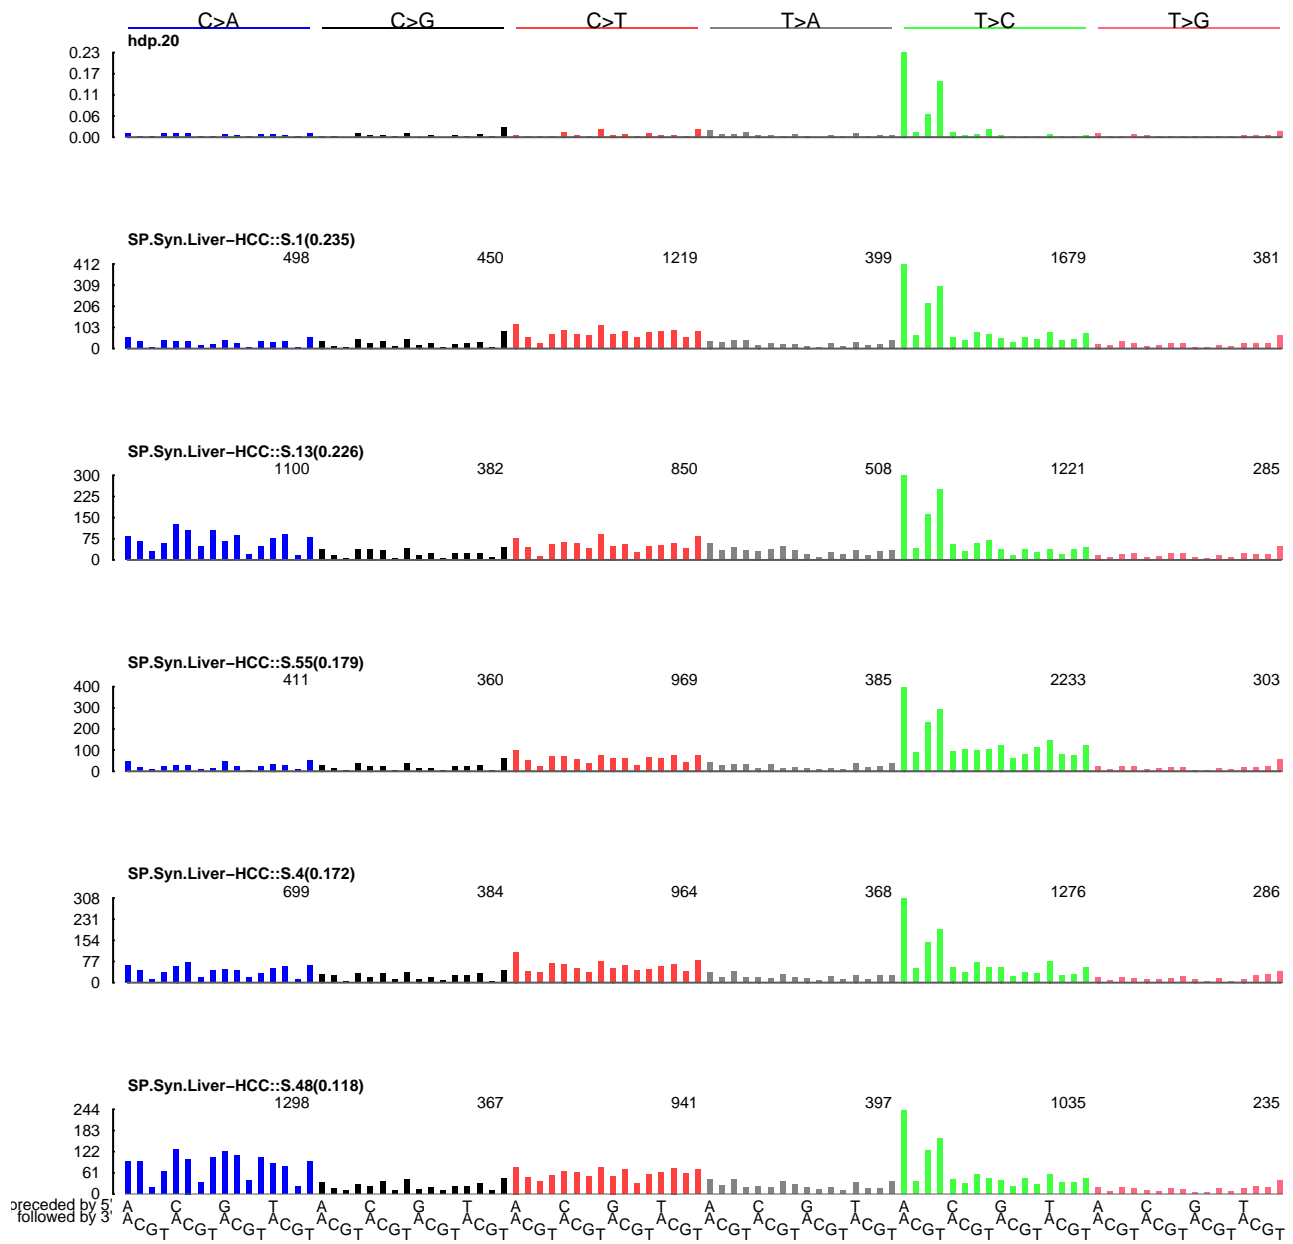 C>A C>G C>T T>A T>C T>G
hdp.20
0.23
0.17
0.11
0.06
0.00
SP.Syn.Liver−HCC::S.1(0.235)
498 450 1219 399 1679 381
412
309
206
103
0
SP.Syn.Liver−HCC::S.13(0.226)
1100 382 850 508 1221 285
300
225
150
75
0
SP.Syn.Liver−HCC::S.55(0.179)
411 360 969 385 2233 303
400
300
200
100
0
SP.Syn.Liver−HCC::S.4(0.172)
699 384 964 368 1276 286
308
231
154
77
0
SP.Syn.Liver−HCC::S.48(0.118)
1298 367 941 397 1035 235
244
183
122
61
0
preceded by 5' A C G T A C G T A C G T A C G T A C G T A C G T
followed by 3' A C G T A C G T A C G T A C G T A C G T A C G T A C G T A C G T A C G T A C G T A C G T A C G T A C G T A C G T A C G T A C G T A C G T A C G T A C G T A C G T A C G T A C G T A C G T A C G T